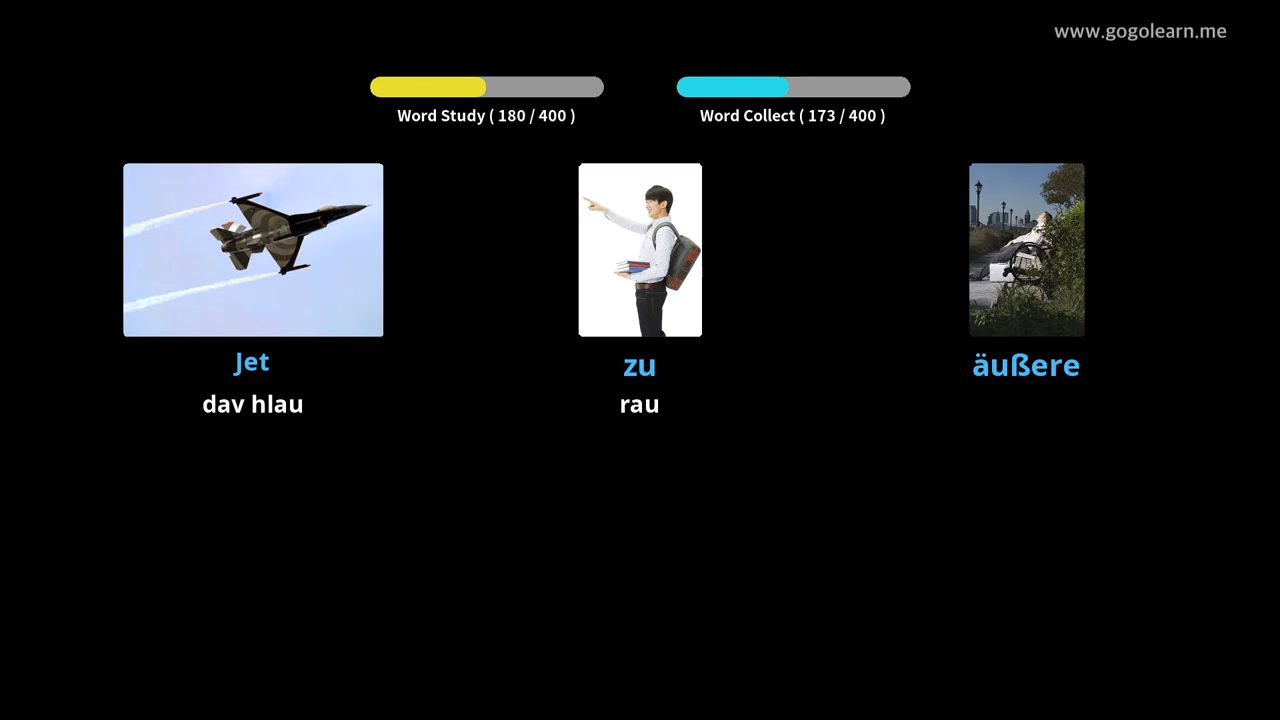 www.gogolearn.me
Word Study ( 180 / 400 )
Word Collect ( 173 / 400 )
Jet
zu
äußere
dav hlau
rau